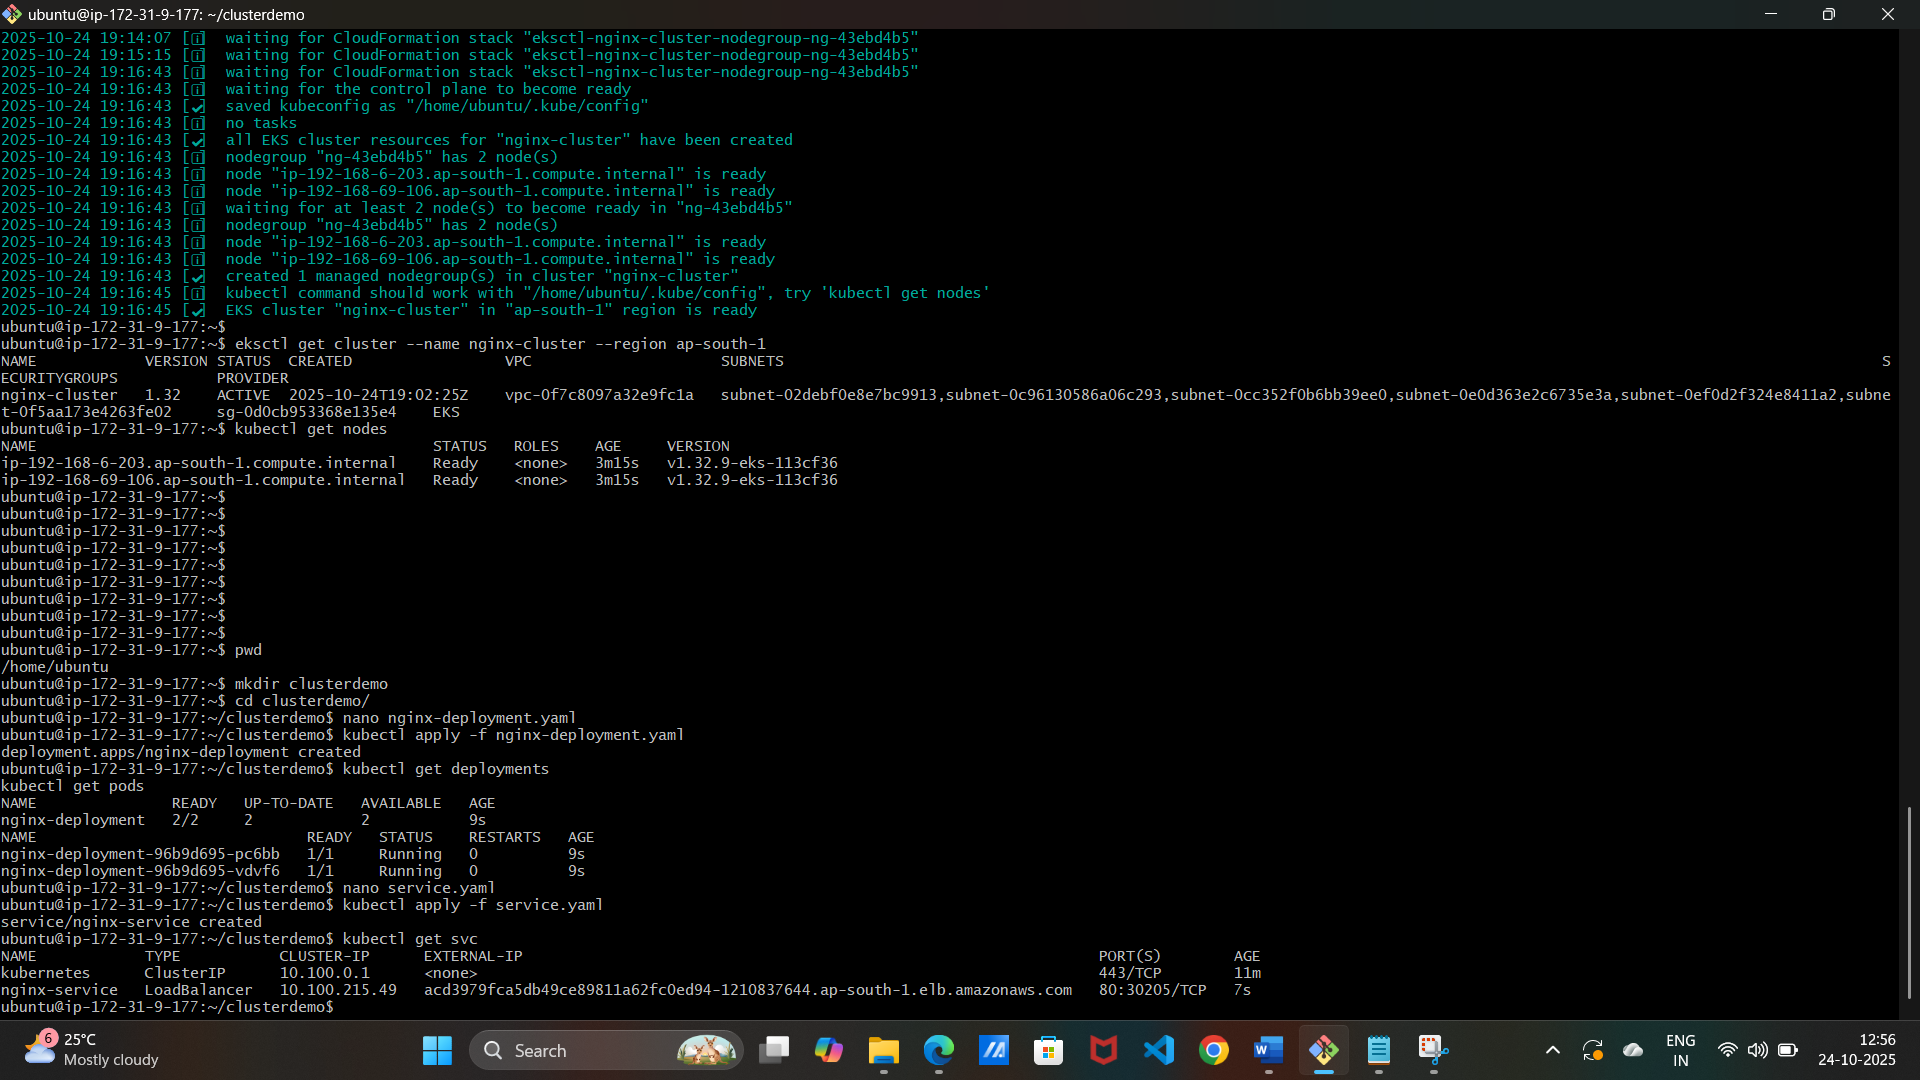 ubuntu@ip-172-31-9-177: ~/clusterdemo
2025-10-24 19:14:07 [ℹ]  waiting for CloudFormation stack "eksctl-nginx-cluster-nodegroup-ng-43ebd4b5"
2025-10-24 19:15:15 [ℹ]  waiting for CloudFormation stack "eksctl-nginx-cluster-nodegroup-ng-43ebd4b5"
2025-10-24 19:16:43 [ℹ]  waiting for CloudFormation stack "eksctl-nginx-cluster-nodegroup-ng-43ebd4b5"
2025-10-24 19:16:43 [ℹ]  waiting for the control plane to become ready
2025-10-24 19:16:43 [✔]  saved kubeconfig as "/home/ubuntu/.kube/config"
2025-10-24 19:16:43 [ℹ]  no tasks
2025-10-24 19:16:43 [✔]  all EKS cluster resources for "nginx-cluster" have been created
2025-10-24 19:16:43 [ℹ]  nodegroup "ng-43ebd4b5" has 2 node(s)
2025-10-24 19:16:43 [ℹ]  node "ip-192-168-6-203.ap-south-1.compute.internal" is ready
2025-10-24 19:16:43 [ℹ]  node "ip-192-168-69-106.ap-south-1.compute.internal" is ready
2025-10-24 19:16:43 [ℹ]  waiting for at least 2 node(s) to become ready in "ng-43ebd4b5"
2025-10-24 19:16:43 [ℹ]  nodegroup "ng-43ebd4b5" has 2 node(s)
2025-10-24 19:16:43 [ℹ]  node "ip-192-168-6-203.ap-south-1.compute.internal" is ready
2025-10-24 19:16:43 [ℹ]  node "ip-192-168-69-106.ap-south-1.compute.internal" is ready
2025-10-24 19:16:43 [✔]  created 1 managed nodegroup(s) in cluster "nginx-cluster"
2025-10-24 19:16:45 [ℹ]  kubectl command should work with "/home/ubuntu/.kube/config", try 'kubectl get nodes'
2025-10-24 19:16:45 [✔]  EKS cluster "nginx-cluster" in "ap-south-1" region is ready
ubuntu@ip-172-31-9-177:~$
ubuntu@ip-172-31-9-177:~$ eksctl get cluster --name nginx-cluster --region ap-south-1
NAME            VERSION STATUS  CREATED                 VPC                     SUBNETS S
ECURITYGROUPS           PROVIDER
nginx-cluster   1.32    ACTIVE  2025-10-24T19:02:25Z    vpc-0f7c8097a32e9fc1a   subnet-02debf0e8e7bc9913,subnet-0c96130586a06c293,subnet-0cc352f0b6bb39ee0,subnet-0e0d363e2c6735e3a,subnet-0ef0d2f324e8411a2,subne
t-0f5aa173e4263fe02     sg-0d0cb953368e135e4    EKS
ubuntu@ip-172-31-9-177:~$ kubectl get nodes
NAME                                            STATUS   ROLES    AGE     VERSION
ip-192-168-6-203.ap-south-1.compute.internal    Ready    <none>   3m15s   v1.32.9-eks-113cf36
ip-192-168-69-106.ap-south-1.compute.internal   Ready    <none>   3m15s   v1.32.9-eks-113cf36
ubuntu@ip-172-31-9-177:~$
ubuntu@ip-172-31-9-177:~$
ubuntu@ip-172-31-9-177:~$
ubuntu@ip-172-31-9-177:~$
ubuntu@ip-172-31-9-177:~$
ubuntu@ip-172-31-9-177:~$
ubuntu@ip-172-31-9-177:~$
ubuntu@ip-172-31-9-177:~$
ubuntu@ip-172-31-9-177:~$
ubuntu@ip-172-31-9-177:~$ pwd
/home/ubuntu
ubuntu@ip-172-31-9-177:~$ mkdir clusterdemo
ubuntu@ip-172-31-9-177:~$ cd clusterdemo/
ubuntu@ip-172-31-9-177:~/clusterdemo$ nano nginx-deployment.yaml
ubuntu@ip-172-31-9-177:~/clusterdemo$ kubectl apply -f nginx-deployment.yaml
deployment.apps/nginx-deployment created
ubuntu@ip-172-31-9-177:~/clusterdemo$ kubectl get deployments
kubectl get pods
NAME               READY   UP-TO-DATE   AVAILABLE   AGE
nginx-deployment   2/2     2            2           9s
NAME                              READY   STATUS    RESTARTS   AGE
nginx-deployment-96b9d695-pc6bb   1/1     Running   0          9s
nginx-deployment-96b9d695-vdvf6   1/1     Running   0          9s
ubuntu@ip-172-31-9-177:~/clusterdemo$ nano service.yaml
ubuntu@ip-172-31-9-177:~/clusterdemo$ kubectl apply -f service.yaml
service/nginx-service created
ubuntu@ip-172-31-9-177:~/clusterdemo$ kubectl get svc
NAME            TYPE           CLUSTER-IP      EXTERNAL-IP                                                                PORT(S)        AGE
kubernetes      ClusterIP      10.100.0.1      <none>                                                                     443/TCP        11m
nginx-service   LoadBalancer   10.100.215.49   acd3979fca5db49ce89811a62fc0ed94-1210837644.ap-south-1.elb.amazonaws.com   80:30205/TCP   7s
ubuntu@ip-172-31-9-177:~/clusterdemo$
6
25°C
Mostly cloudy
Search
ENG
IN
12:56
24-10-2025